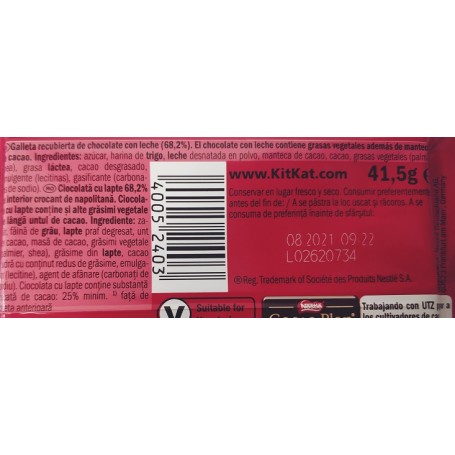 Galleta recubierta de chocolate con leche (68,2%). El chocolate con leche contiene grasas vegetales además de mantec
cacao. Ingredientes: azúcar, harina de trigo, leche desnatada en polvo, manteca de cacao, cacao, grasas vegetales (palm
grasa láctea, cacao desgrasado,
(lecitinas), gasificante (carbona-
de sodio). RO Ciocolată cu lapte 68,2%
interior crocant de napolitană. Ciocola-
cu lapte conține și alte grăsimi vegetale
lângă untul de cacao. Ingrediente:
făină de grâu, lapte praf degresat, unt
cacao, masă de cacao, grăsimi vegetale
shea), grăsime din lapte, cacao
cu conținut redus de grăsime, emulga-
(lecitine), agent de afânare (carbonați de
Ciocolata cu lapte conține substanță
de cacao: 25% minim. 1) față de
anterioară.
40052403
www.KitKat.com 41,5g e
Conservar en lugar fresco y seco. Consumir preferentemente
antes del fin de: / A se păstra la loc uscat și răcoros. A se
consuma de preferință înainte de sfârșitul:
08 2021 09 22
L02620734
®Reg. Trademark of Société des Produits Nestlé S.A.
V Suitable for
Nestlé
Cocoa Plan®
Trabajando con UTZ
los cultivadores de